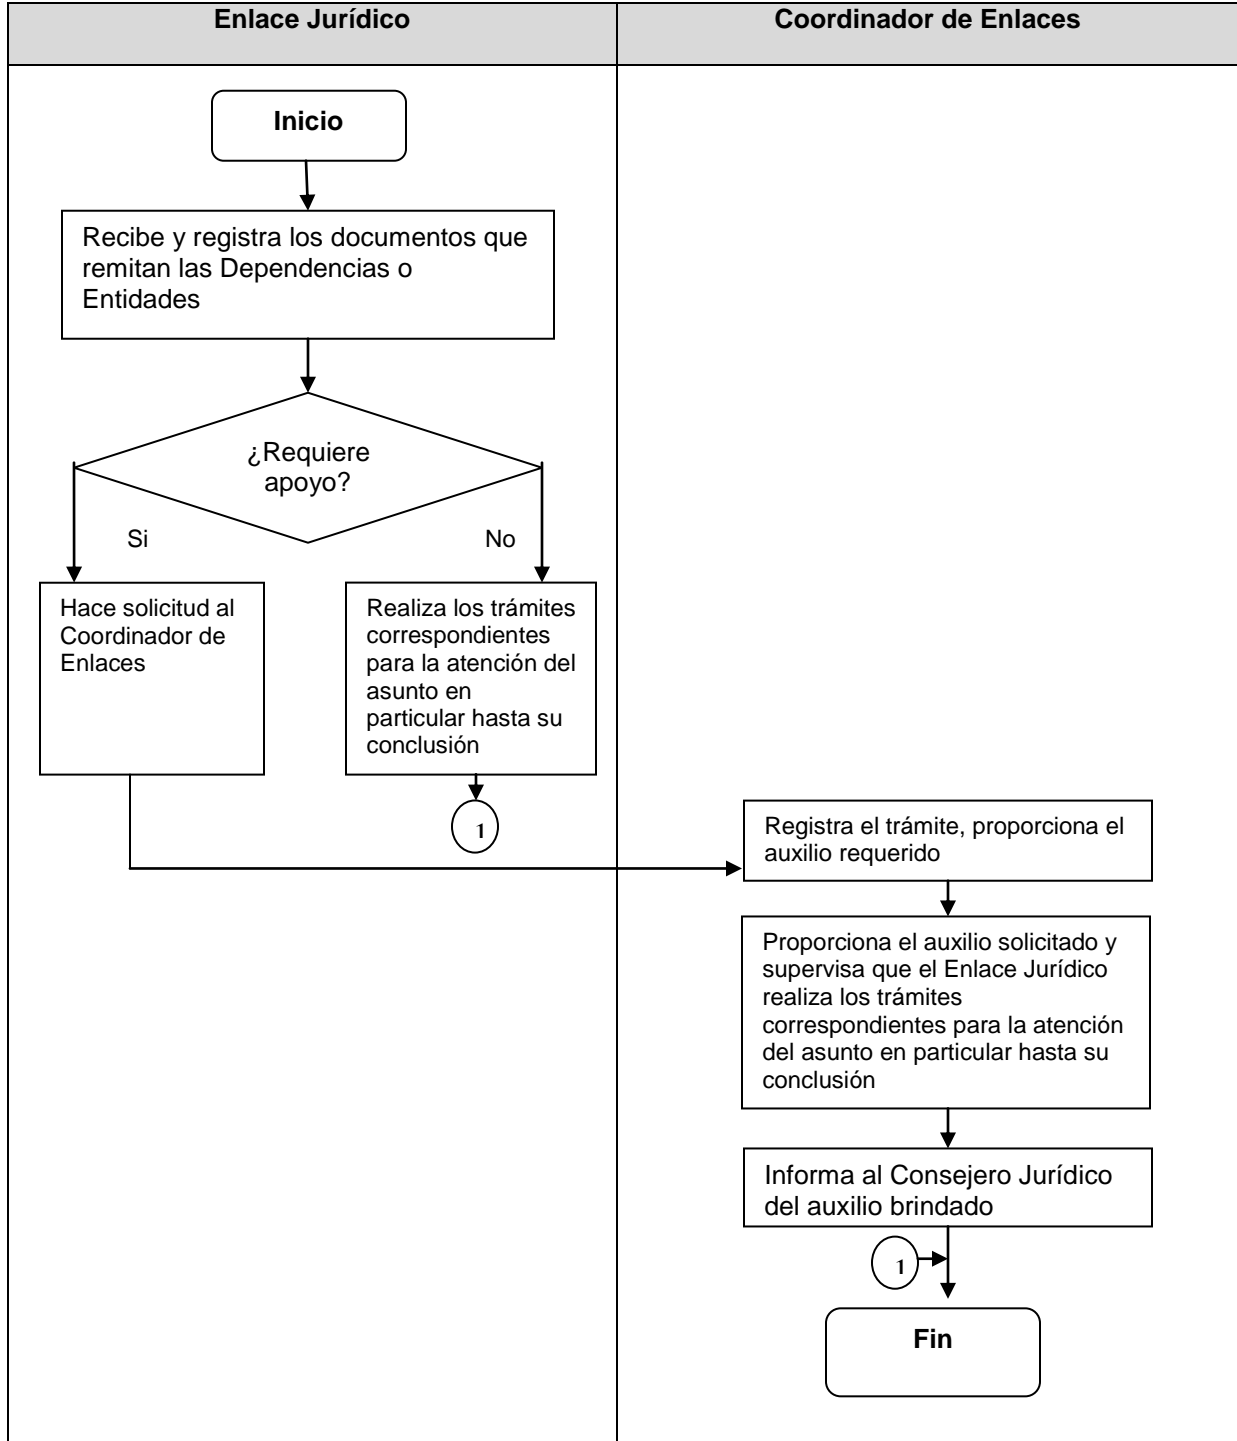 Enlace Jurídico
Coordinador de Enlaces
Inicio
Recibe y registra los documentos que
remitan las Dependencias o
Entidades
¿Requiere
apoyo?
Si
No
Hace solicitud al
Coordinador de
Enlaces
Realiza los trámites
correspondientes
para la atención del
asunto en
particular hasta su
conclusión
1
Registra el trámite, proporciona el
auxilio requerido
Proporciona el auxilio solicitado y
supervisa que el Enlace Jurídico
realiza los trámites
correspondientes para la atención
del asunto en particular hasta su
conclusión
Informa al Consejero Jurídico
del auxilio brindado
1
Fin